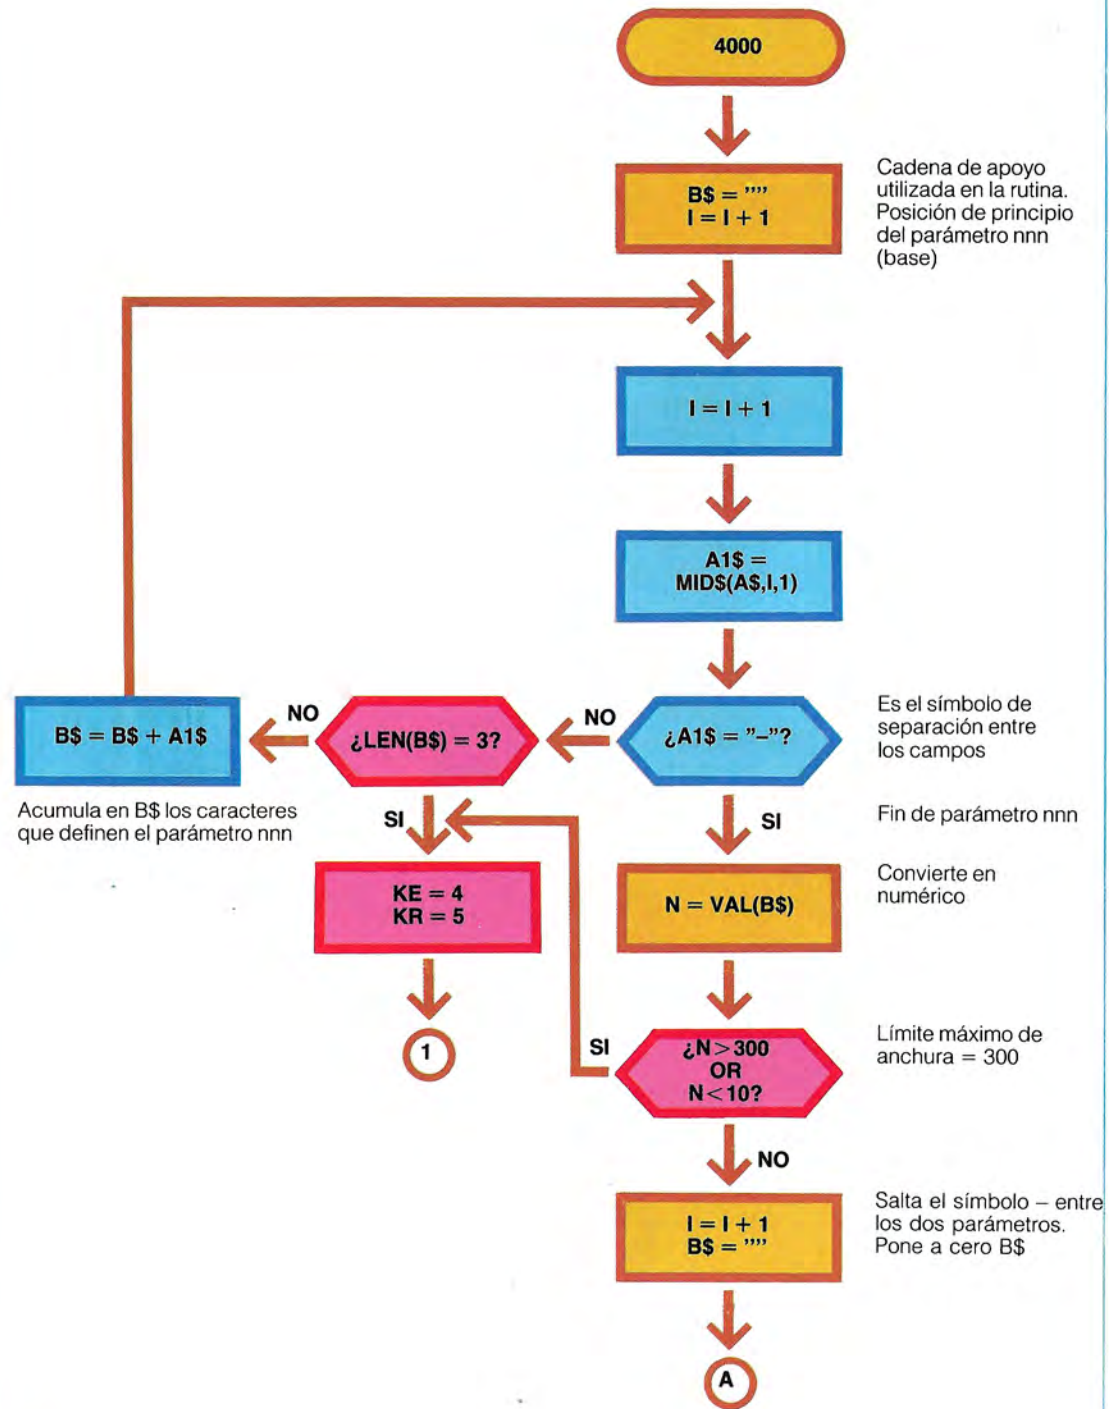 4000
B$ = ""
I = I + 1
Cadena de apoyo
utilizada en la rutina.
Posición de principio
del parámetro nnn
(base)
I = I + 1
A1$ =
MID$(A$,I,1)
B$ = B$ + A1$
NO
¿LEN(B$) = 3?
NO
¿A1$ = "–"?
Es el símbolo de
separación entre
los campos
Acumula en B$ los caracteres
que definen el parámetro nnn
SI
SI
Fin de parámetro nnn
KE = 4
KR = 5
N = VAL(B$)
Convierte en
numérico
1
SI
¿N > 300
OR
N < 10?
Límite máximo de
anchura = 300
NO
I = I + 1
B$ = ""
Salta el símbolo – entre
los dos parámetros.
Pone a cero B$
A